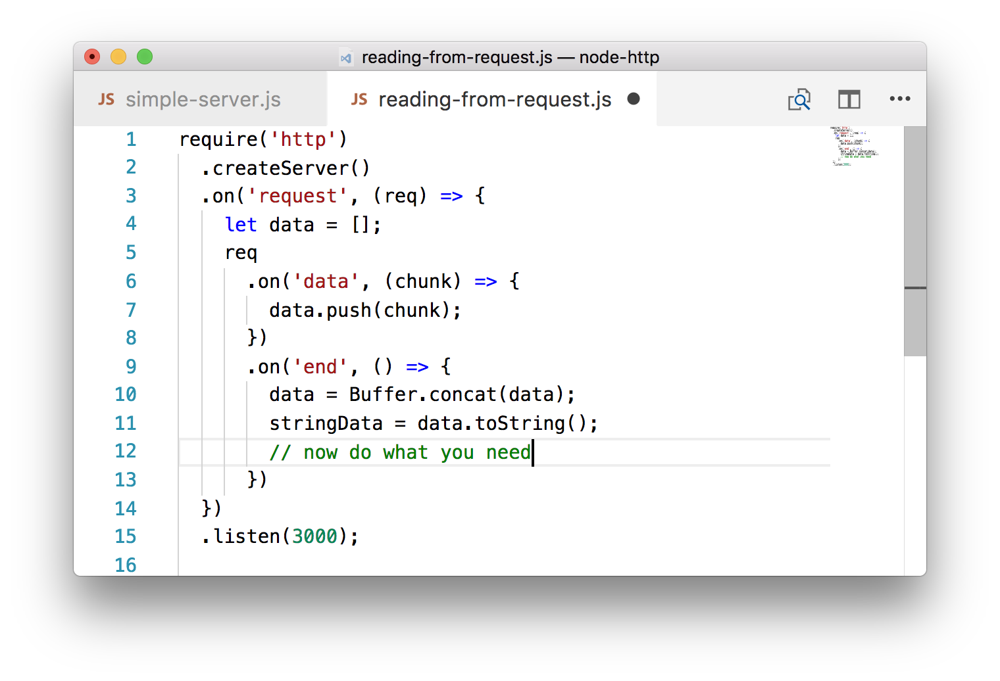 reading-from-request.js — node-http
JS simple-server.js JS reading-from-request.js
1 require('http')
2 .createServer()
3 .on('request', (req) => {
4 let data = [];
5 req
6 .on('data', (chunk) => {
7 data.push(chunk);
8 })
9 .on('end', () => {
10 data = Buffer.concat(data);
11 stringData = data.toString();
12 // now do what you need
13 })
14 })
15 .listen(3000);
16